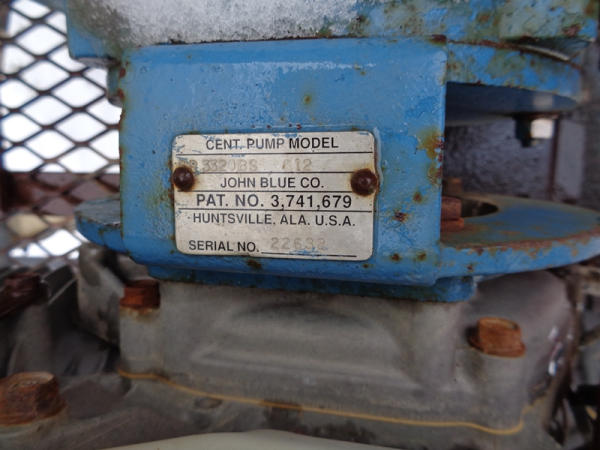 CENT. PUMP MODEL
JOHN BLUE CO.
PAT. NO. 3,741,679
HUNTSVILLE, ALA. U.S.A.
SERIAL NO. 22632